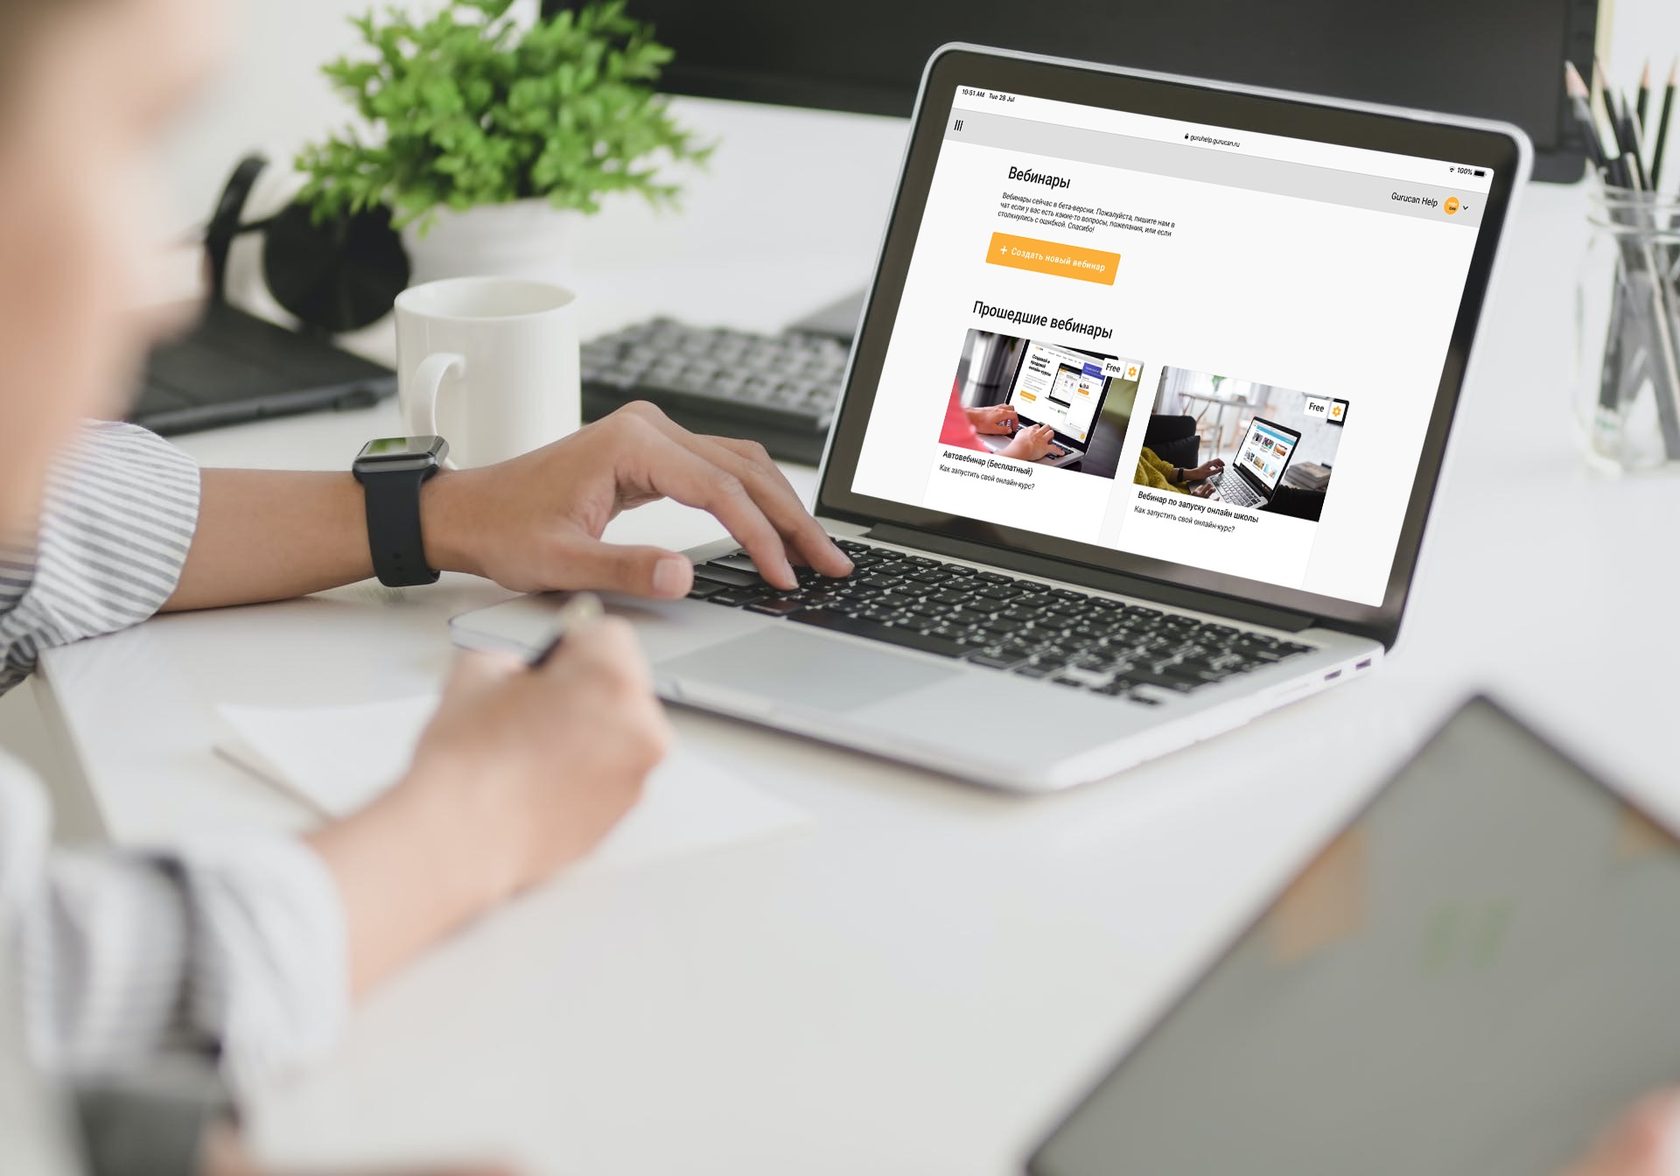 10:51 AM Tue 28 Jul
guruhelp.gurucan.ru
100%
Gurucan Help
Вебинары
Вебинары сейчас в бета-версии. Пожалуйста, пишите нам в
чат если у вас есть какие-то вопросы, пожелания, или если
столкнулись с ошибкой. Спасибо!
+ Создать новый вебинар
Прошедшие вебинары
Free
Автовебинар (Бесплатный)
Как запустить свой онлайн-курс?
Free
Вебинар по запуску онлайн школы
Как запустить свой онлайн-курс?